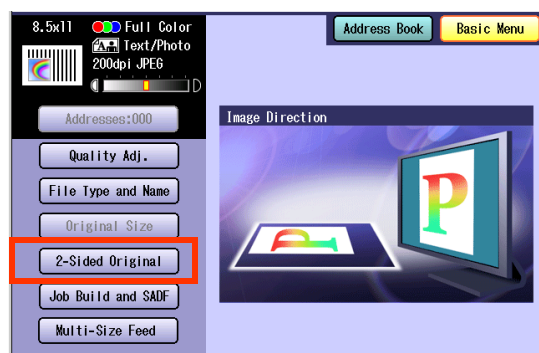 8.5x11 Full Color
Text/Photo
200dpi JPEG
D
Addresses:000
Quality Adj.
File Type and Name
Original Size
2-Sided Original
Job Build and SADF
Multi-Size Feed
Address Book
Basic Menu
Image Direction
P
P